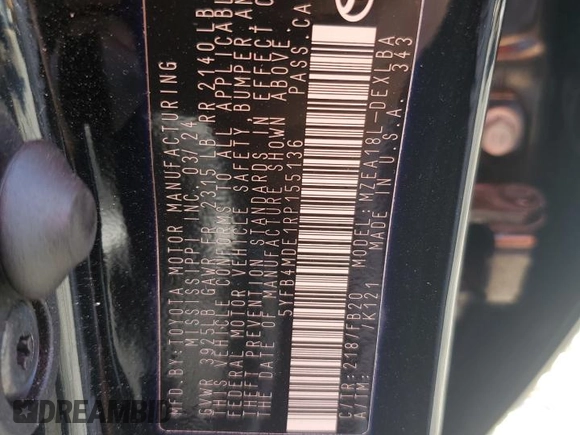 MFD.BY:TOYOTA MOTOR MANUFACTURING
MISSISSIPPI INC. 03/24
GVWR 3925LB GAWR FR 2315LB RR 2140LB
THIS VEHICLE CONFORMS TO ALL APPLICABLE
FEDERAL MOTOR VEHICLE SAFETY, BUMPER, AND
THEFT PREVENTION STANDARDS IN EFFECT
THE DATE OF MANUFACTURE SHOWN ABOVE.
5YFB4MDE1RP155136 PASS.CA
C/TR:218/FB20 MODEL:MZEA18L-DEXLBA
A/TM: /K121 MADE IN U.S.A. 343
DREAMBID